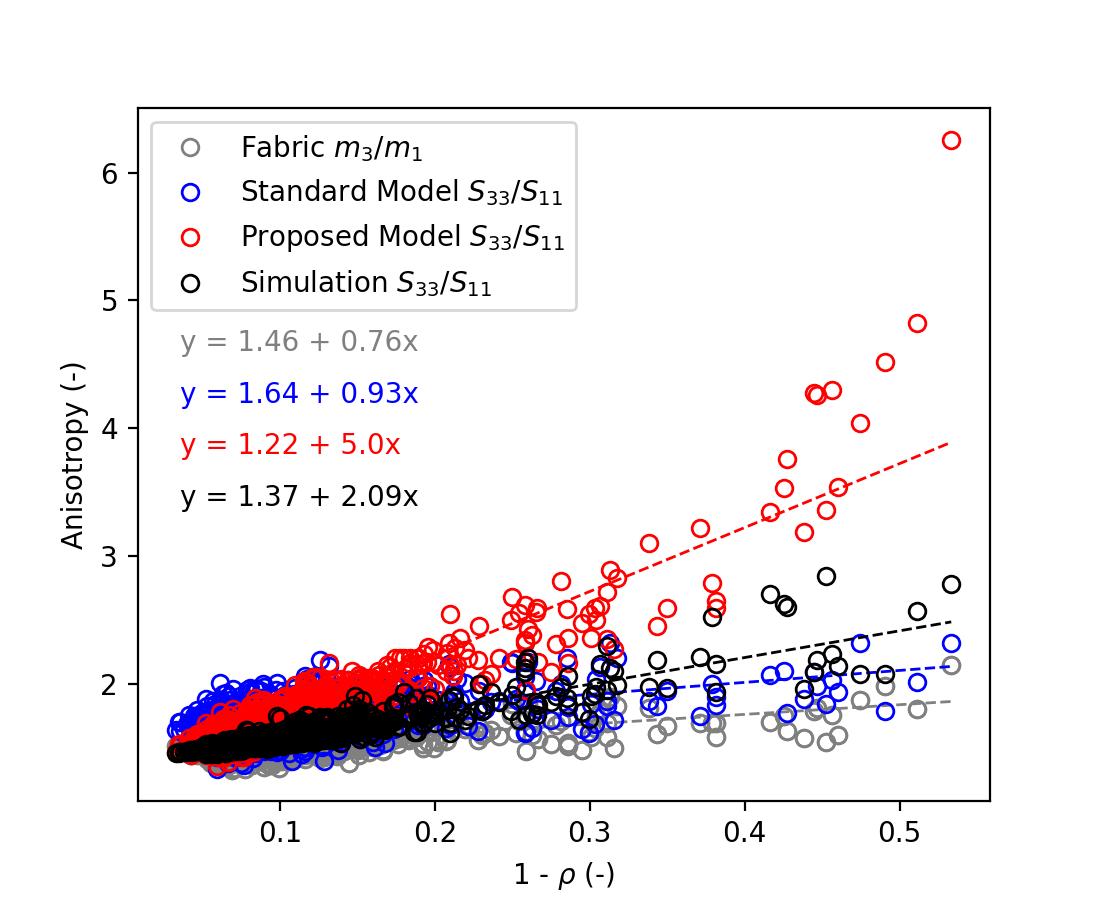 Fabric m₃/m₁
Standard Model S₃₃/S₁₁
Proposed Model S₃₃/S₁₁
Simulation S₃₃/S₁₁
y = 1.46 + 0.76x
y = 1.64 + 0.93x
y = 1.22 + 5.0x
y = 1.37 + 2.09x
Anisotropy (-)
6
5
4
3
2
0.1 0.2 0.3 0.4 0.5
1 - ρ (-)